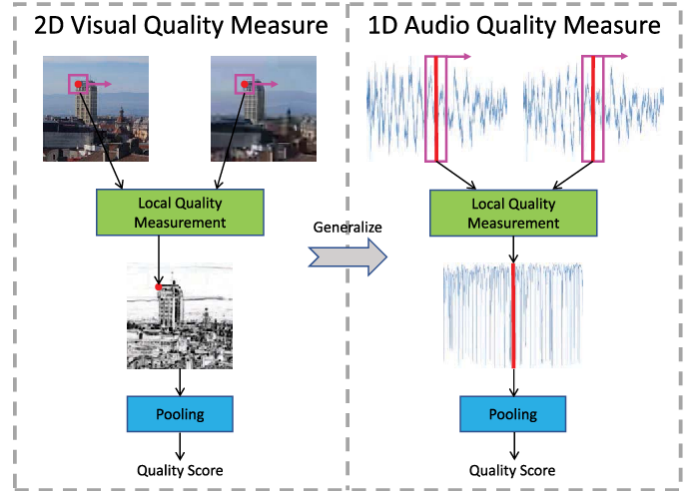 2D Visual Quality Measure
Local Quality
Measurement
Pooling
Quality Score
Generalize
1D Audio Quality Measure
Local Quality
Measurement
Pooling
Quality Score